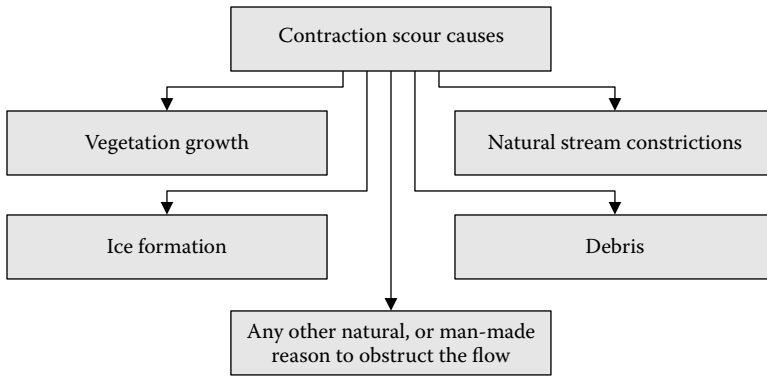 Contraction scour causes
Vegetation growth
Natural stream constrictions
Ice formation
Debris
Any other natural, or man-made
reason to obstruct the flow